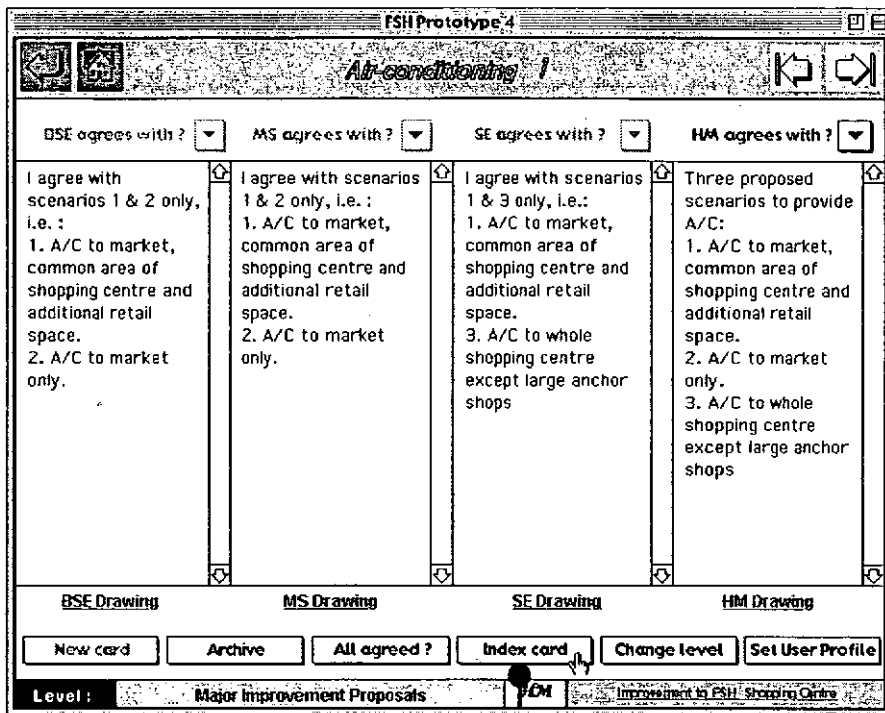 FSH Prototype 4
Air-conditioning 1
BSE agrees with ?
MS agrees with ?
SE agrees with ?
HM agrees with ?
I agree with
scenarios 1 & 2 only,
i.e. :
1. A/C to market,
common area of
shopping centre and
additional retail
space.
2. A/C to market
only.
I agree with scenarios
1 & 2 only, i.e. :
1. A/C to market,
common area of
shopping centre and
additional retail
space.
2. A/C to market
only.
I agree with scenarios
1 & 3 only, i.e.:
1. A/C to market,
common area of
shopping centre and
additional retail
space.
3. A/C to whole
shopping centre
except large anchor
shops
Three proposed
scenarios to provide
A/C:
1. A/C to market,
common area of
shopping centre and
additional retail
space.
2. A/C to market
only.
3. A/C to whole
shopping centre
except large anchor
shops
BSE Drawing
MS Drawing
SE Drawing
HM Drawing
New card
Archive
All agreed ?
Index card
Change level
Set User Profile
Level :
Major Improvement Proposals
Improvement to FSH Shopping Centre